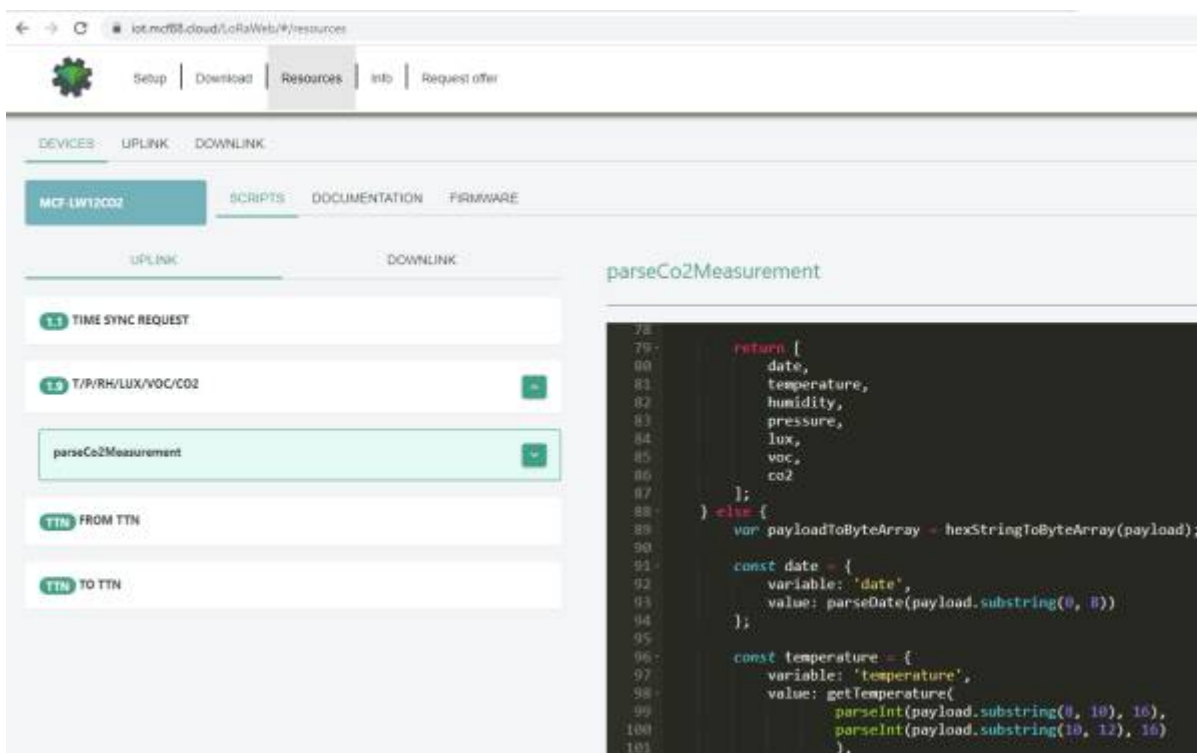 iot.mcf88.cloud/LoRaWeb/#/resources
Setup | Download | Resources | Info | Request offer
DEVICES UPLINK DOWNLINK
MCF-LW12CO2 SCRIPTS DOCUMENTATION FIRMWARE
UPLINK DOWNLINK
1.1 TIME SYNC REQUEST
1.9 T/P/RH/LUX/VOC/CO2
parseCo2Measurement
TTN FROM TTN
TTN TO TTN
parseCo2Measurement
78
79 return [
80 date,
81 temperature,
82 humidity,
83 pressure,
84 lux,
85 voc,
86 co2
87 ];
88 } else {
89 var payloadToByteArray = hexStringToByteArray(payload);
90
91 const date = {
92 variable: 'date',
93 value: parseDate(payload.substring(0, 8))
94 };
95
96 const temperature = {
97 variable: 'temperature',
98 value: getTemperature(
99 parseInt(payload.substring(8, 10), 16),
100 parseInt(payload.substring(10, 12), 16)
101 ),